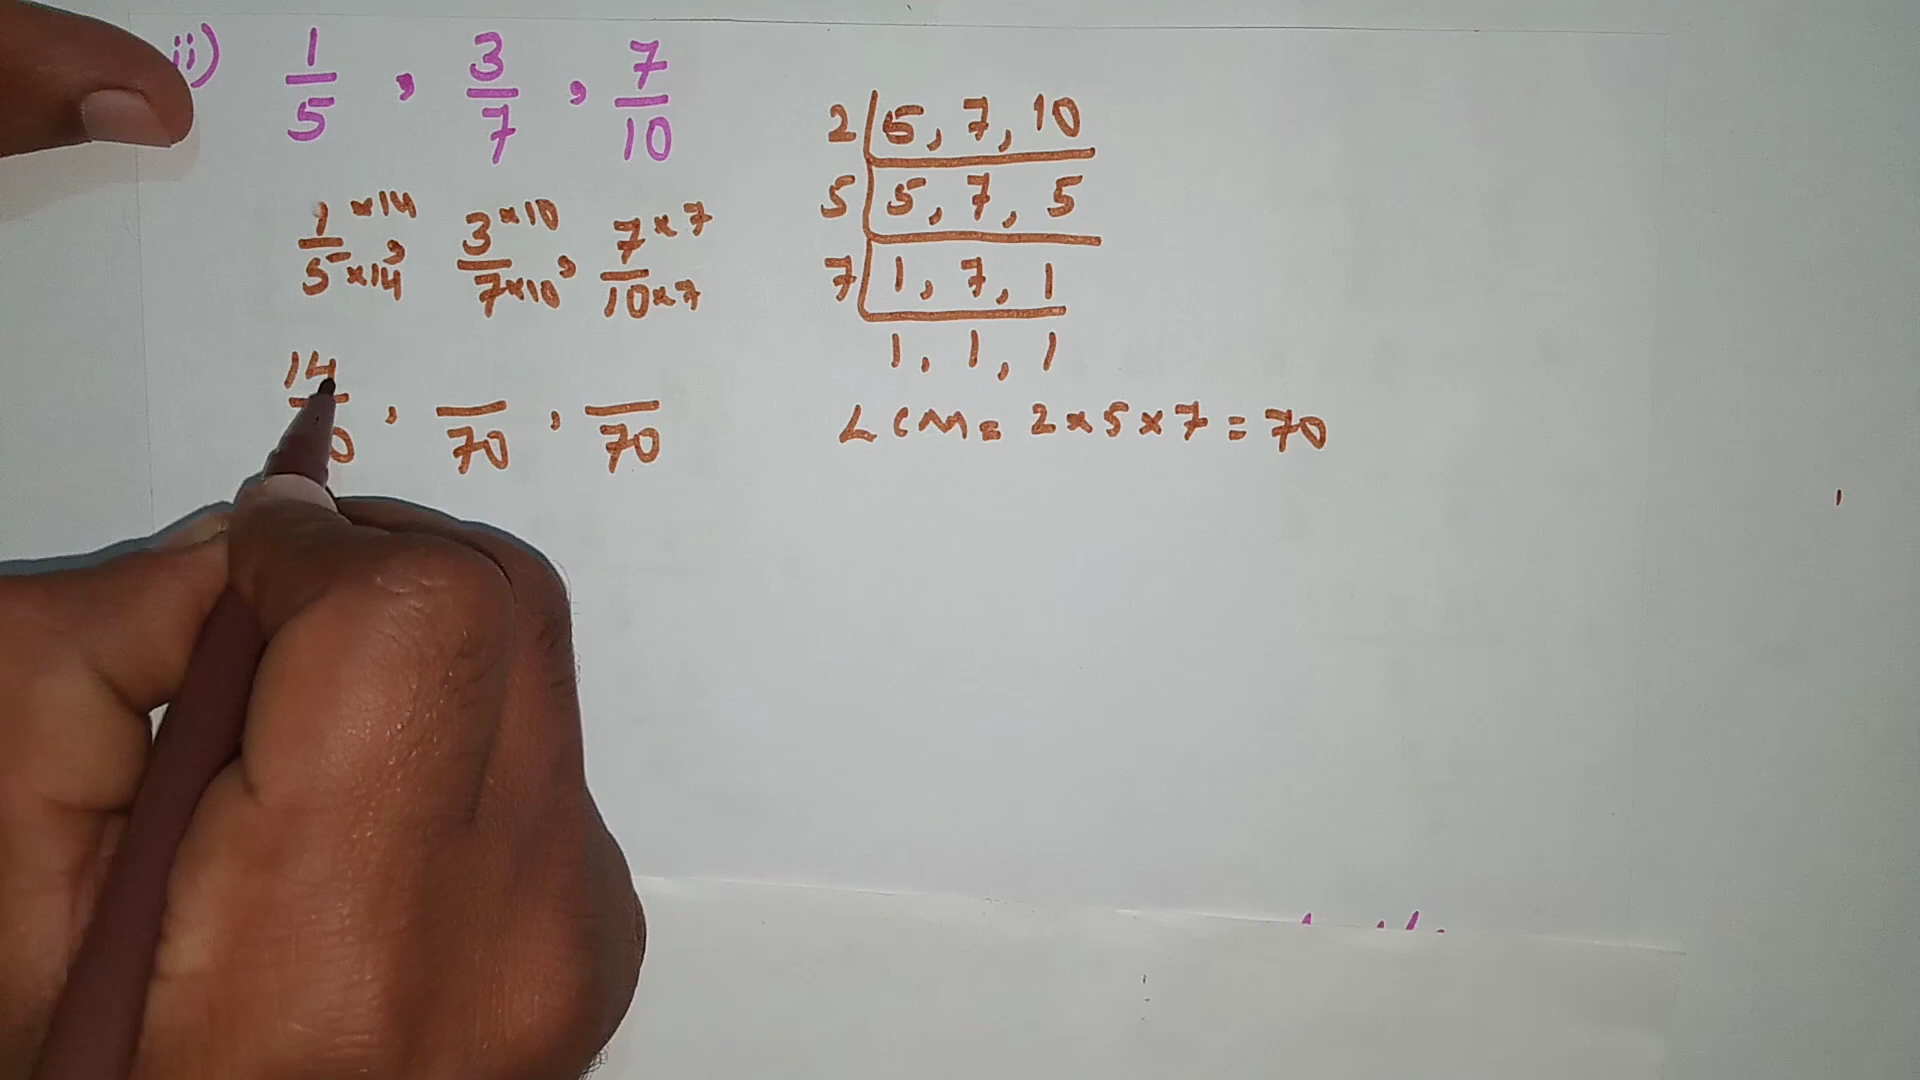 ii) 1/5 , 3/7 , 7/10
1×14/5×14 , 3×10/7×10 , 7×7/10×7
14/ 0 , /70 , /70
2 | 5, 7, 10
5 | 5, 7, 5
7 | 1, 7, 1
1, 1, 1
LCM = 2×5×7 = 70